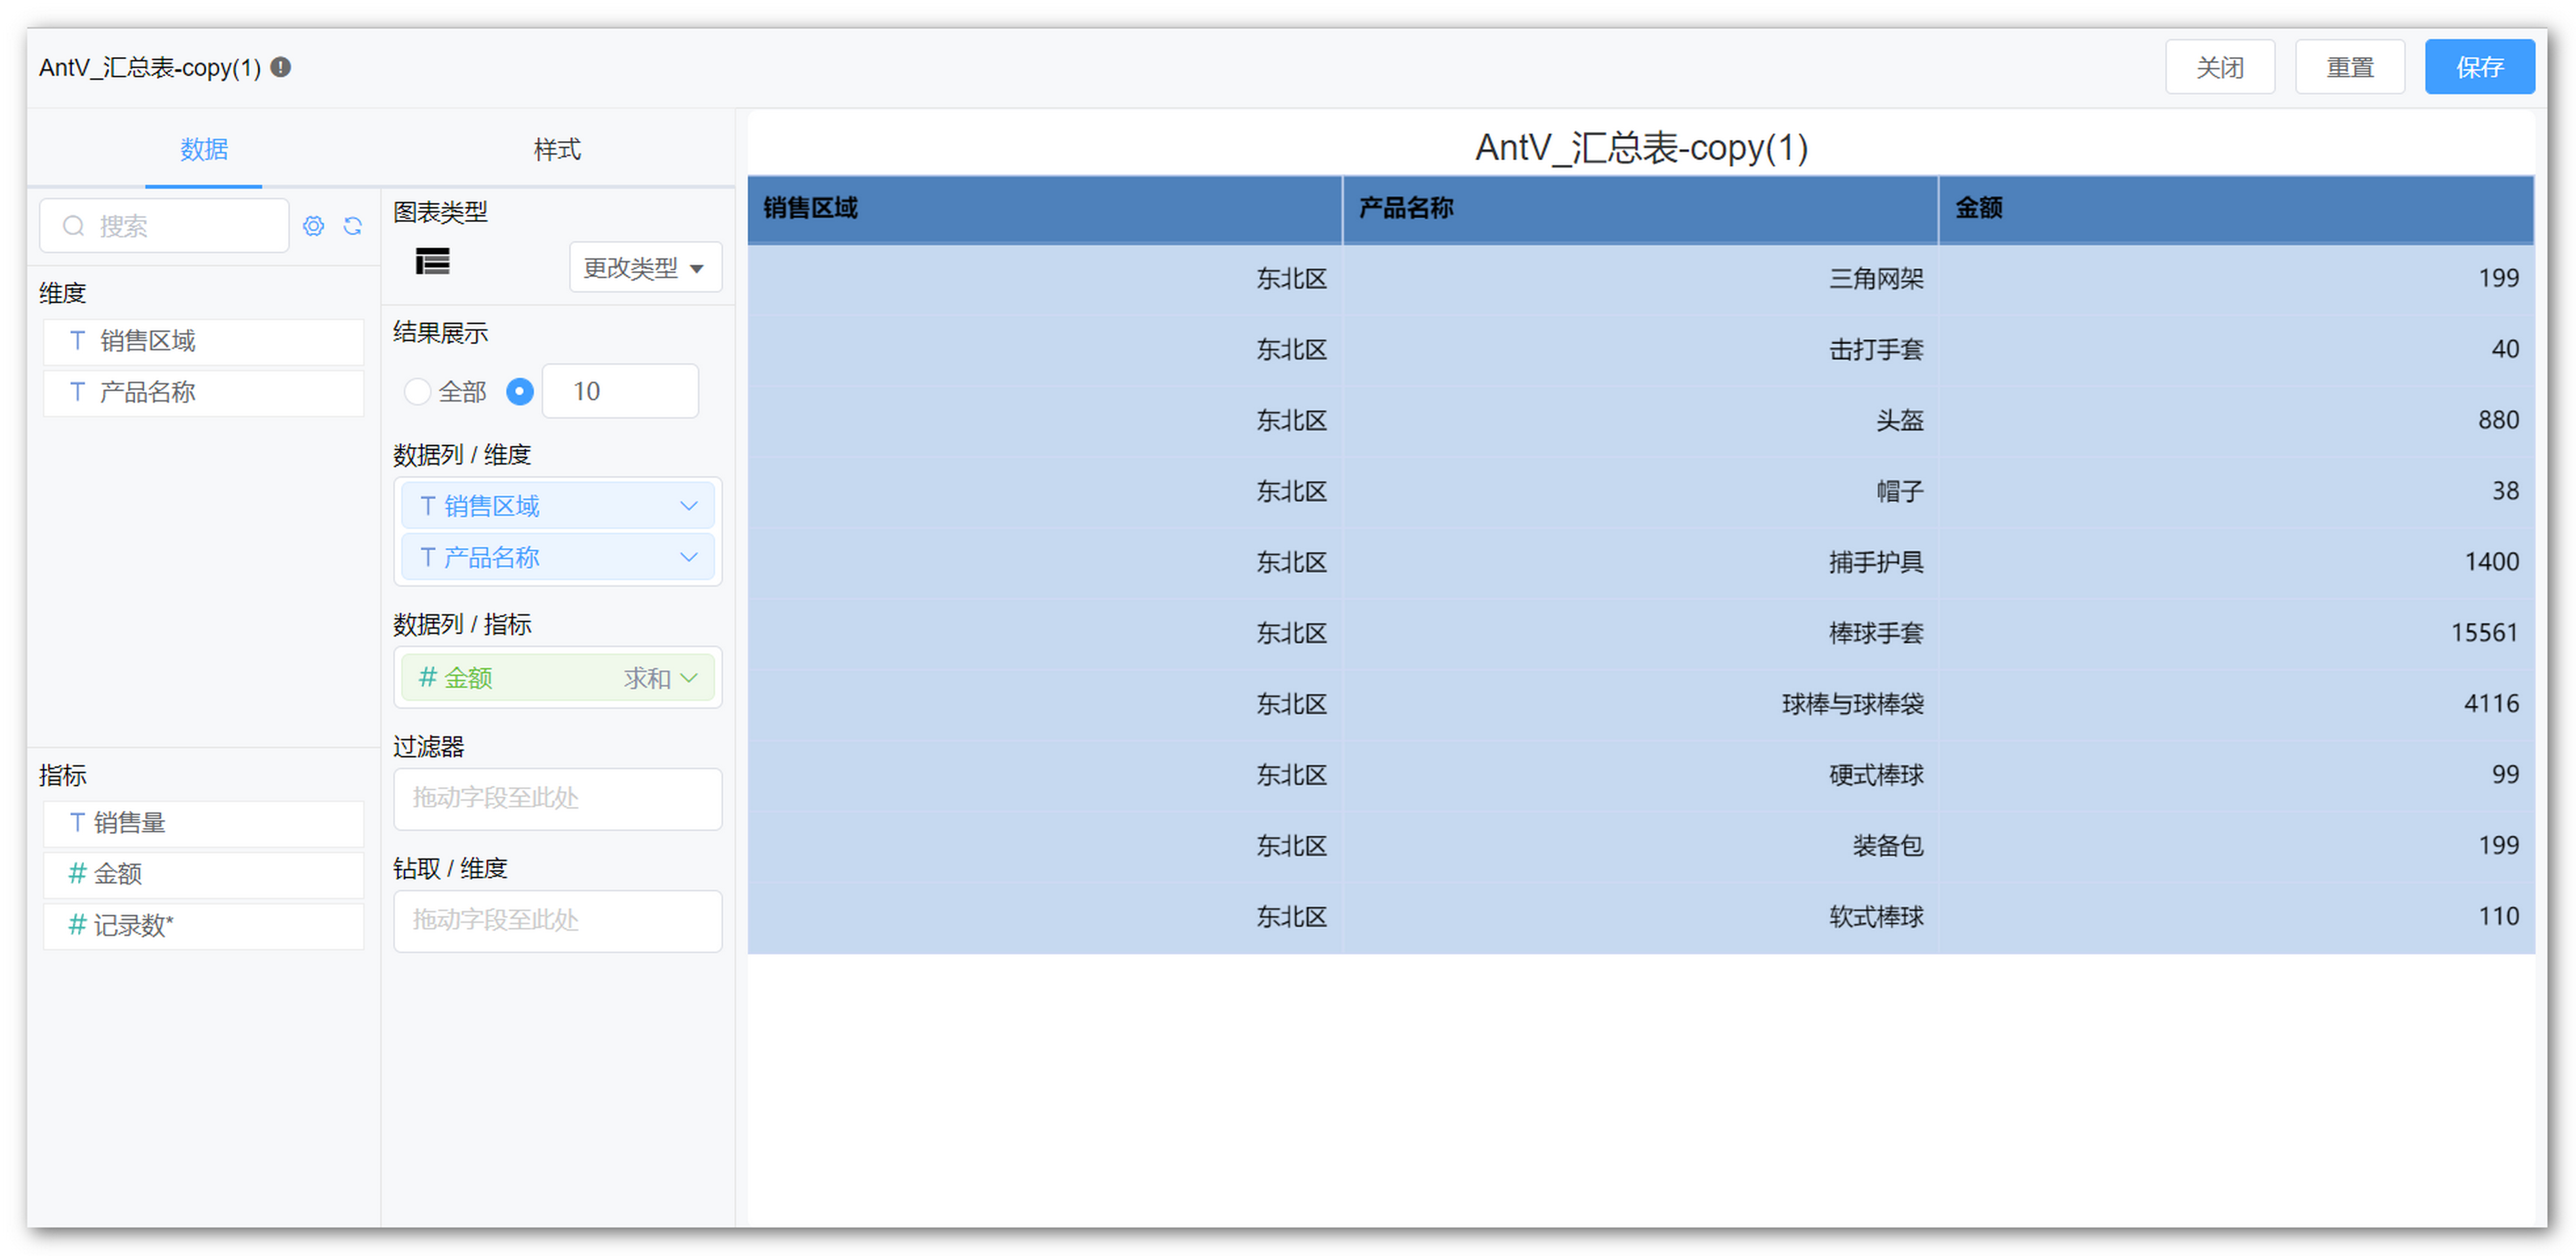 AntV_汇总表-copy(1)
关闭 重置 保存
数据 样式
搜索
维度
T 销售区域
T 产品名称
指标
T 销售量
# 金额
# 记录数*
图表类型
更改类型
结果展示
全部 10
数据列 / 维度
T 销售区域
T 产品名称
数据列 / 指标
# 金额 求和
过滤器
拖动字段至此处
钻取 / 维度
拖动字段至此处
AntV_汇总表-copy(1)
销售区域 产品名称 金额
东北区 三角网架 199
东北区 击打手套 40
东北区 头盔 880
东北区 帽子 38
东北区 捕手护具 1400
东北区 棒球手套 15561
东北区 球棒与球棒袋 4116
东北区 硬式棒球 99
东北区 装备包 199
东北区 软式棒球 110